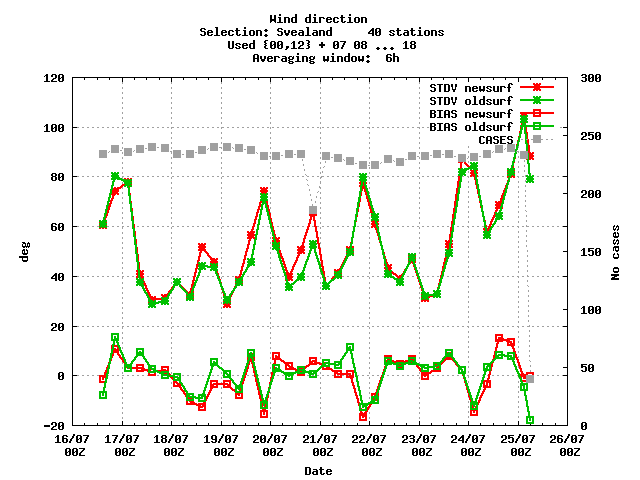 Wind direction
Selection: Svealand     40 stations
Used {00,12} + 07 08 ... 18
Averaging window:  6h
120
100
80
60
40
20
0
-20
deg
300
250
200
150
100
50
0
No cases
STDV newsurf
STDV oldsurf
BIAS newsurf
BIAS oldsurf
CASES
16/07 17/07 18/07 19/07 20/07 21/07 22/07 23/07 24/07 25/07 26/07
00Z 00Z 00Z 00Z 00Z 00Z 00Z 00Z 00Z 00Z 00Z
Date